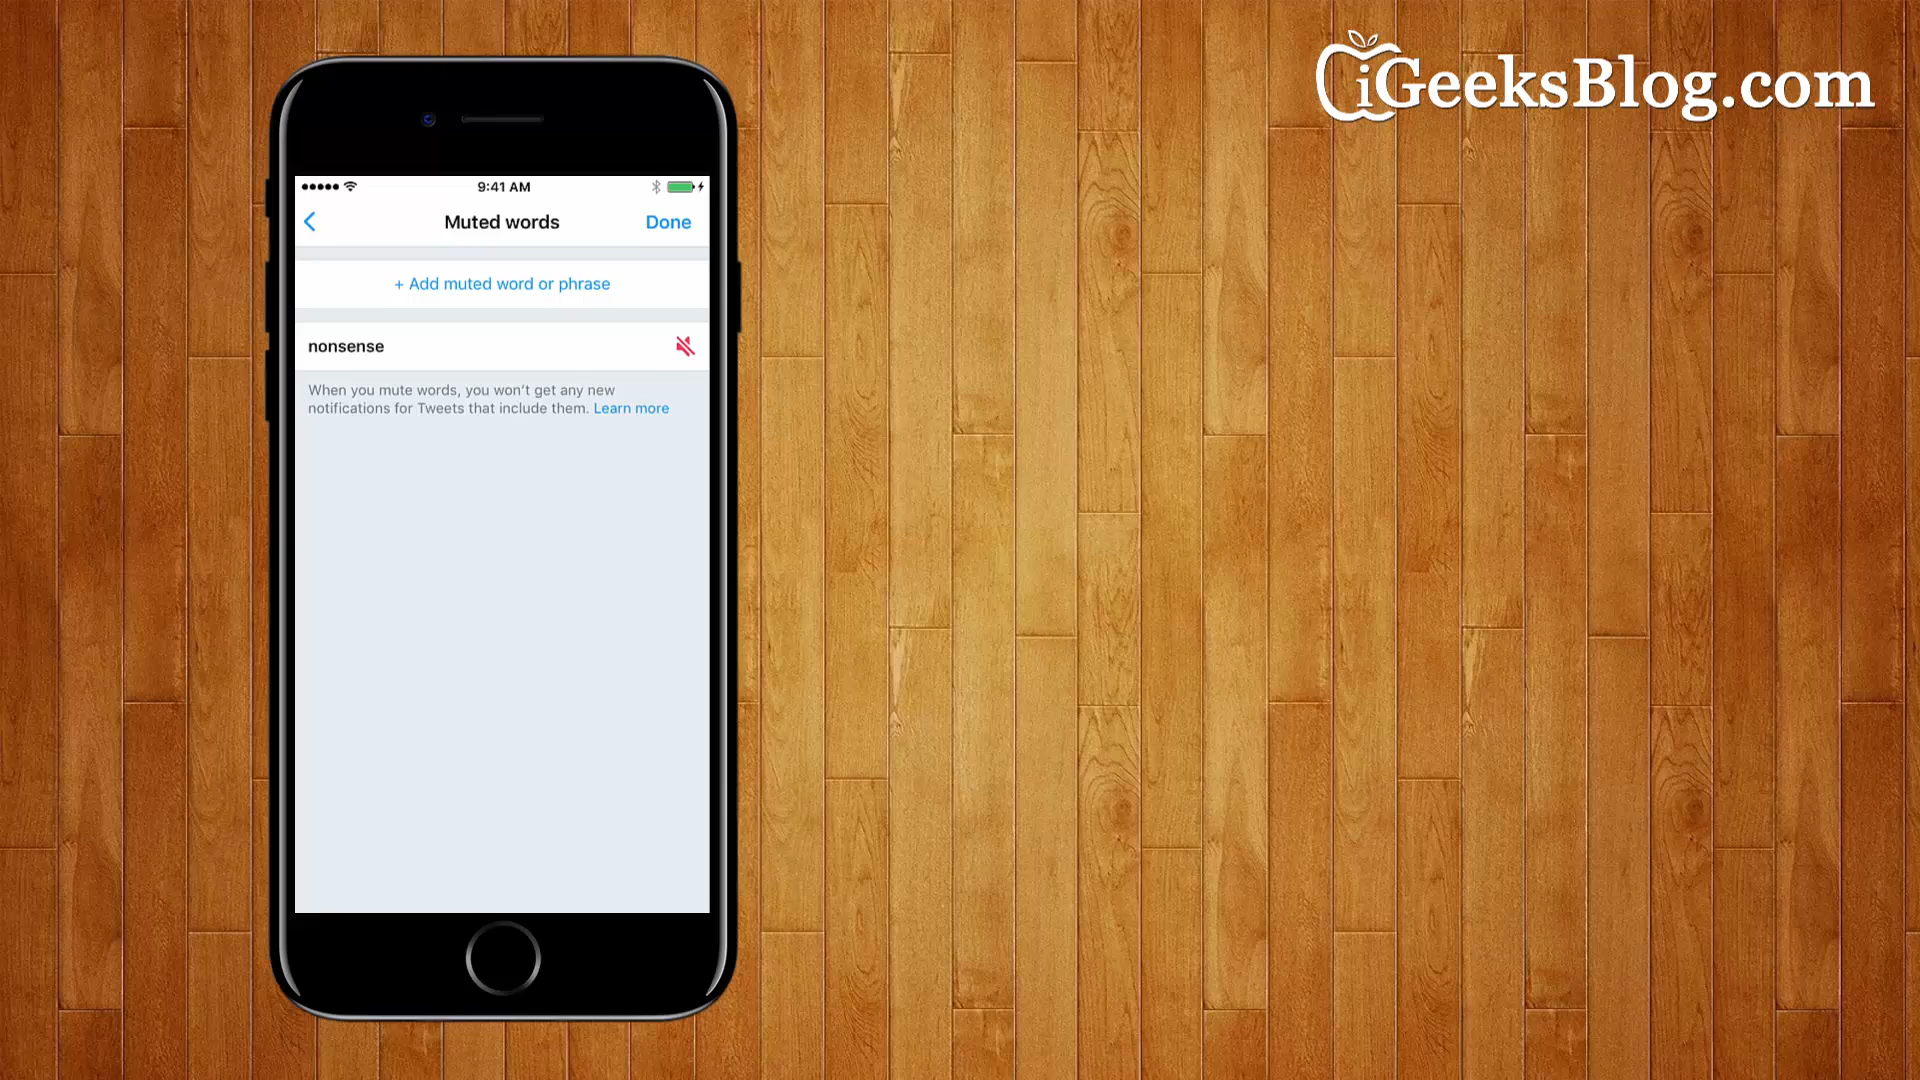 iGeeksBlog.com
9:41 AM
Muted words
Done
+ Add muted word or phrase
nonsense
When you mute words, you won’t get any new
notifications for Tweets that include them. Learn more